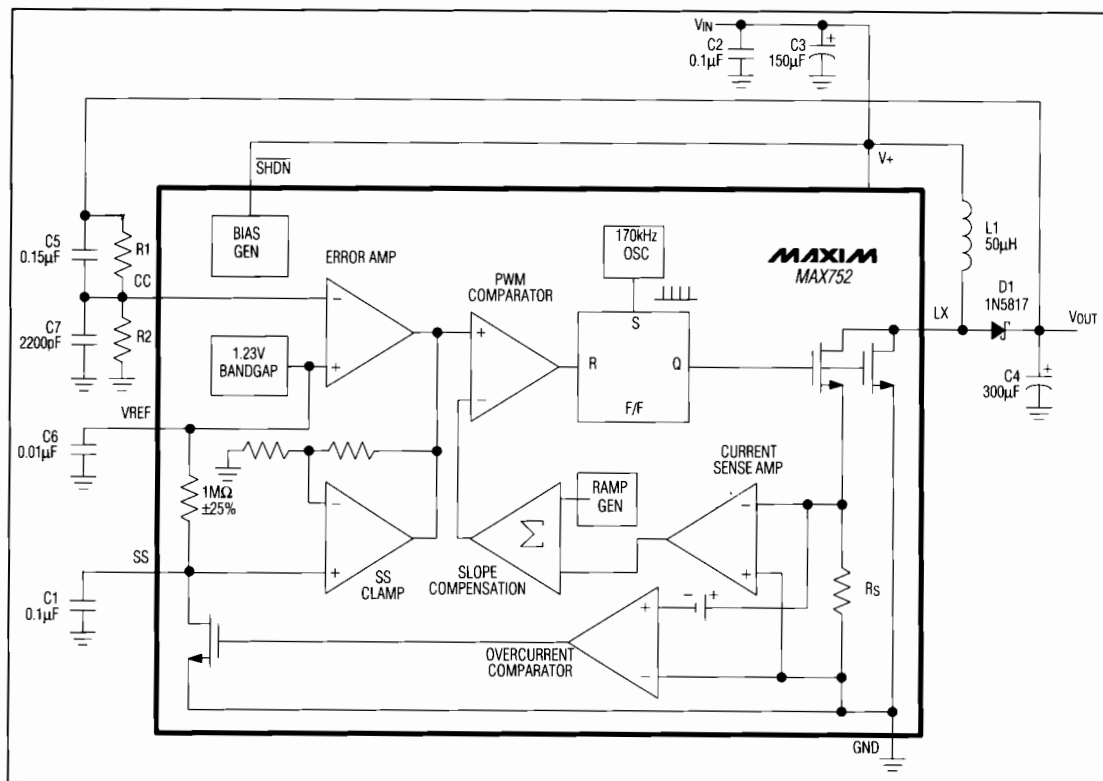 VIN
C2
0.1µF
C3
150µF
+
SHDN
V+
C5
0.15µF
R1
CC
BIAS
GEN
ERROR AMP
170kHz
OSC
MAXIM
MAX752
L1
50µH
PWM
COMPARATOR
D1
1N5817
LX
VOUT
C7
2200pF
R2
−
+
S
+
1.23V
BANDGAP
+
R
Q
C4
300µF
−
F/F
VREF
C6
0.01µF
CURRENT
SENSE AMP
1MΩ
±25%
RAMP
GEN
−
−
Σ
SS
+
SS
CLAMP
SLOPE
COMPENSATION
+
RS
C1
0.1µF
− +
+
OVERCURRENT
COMPARATOR
−
GND